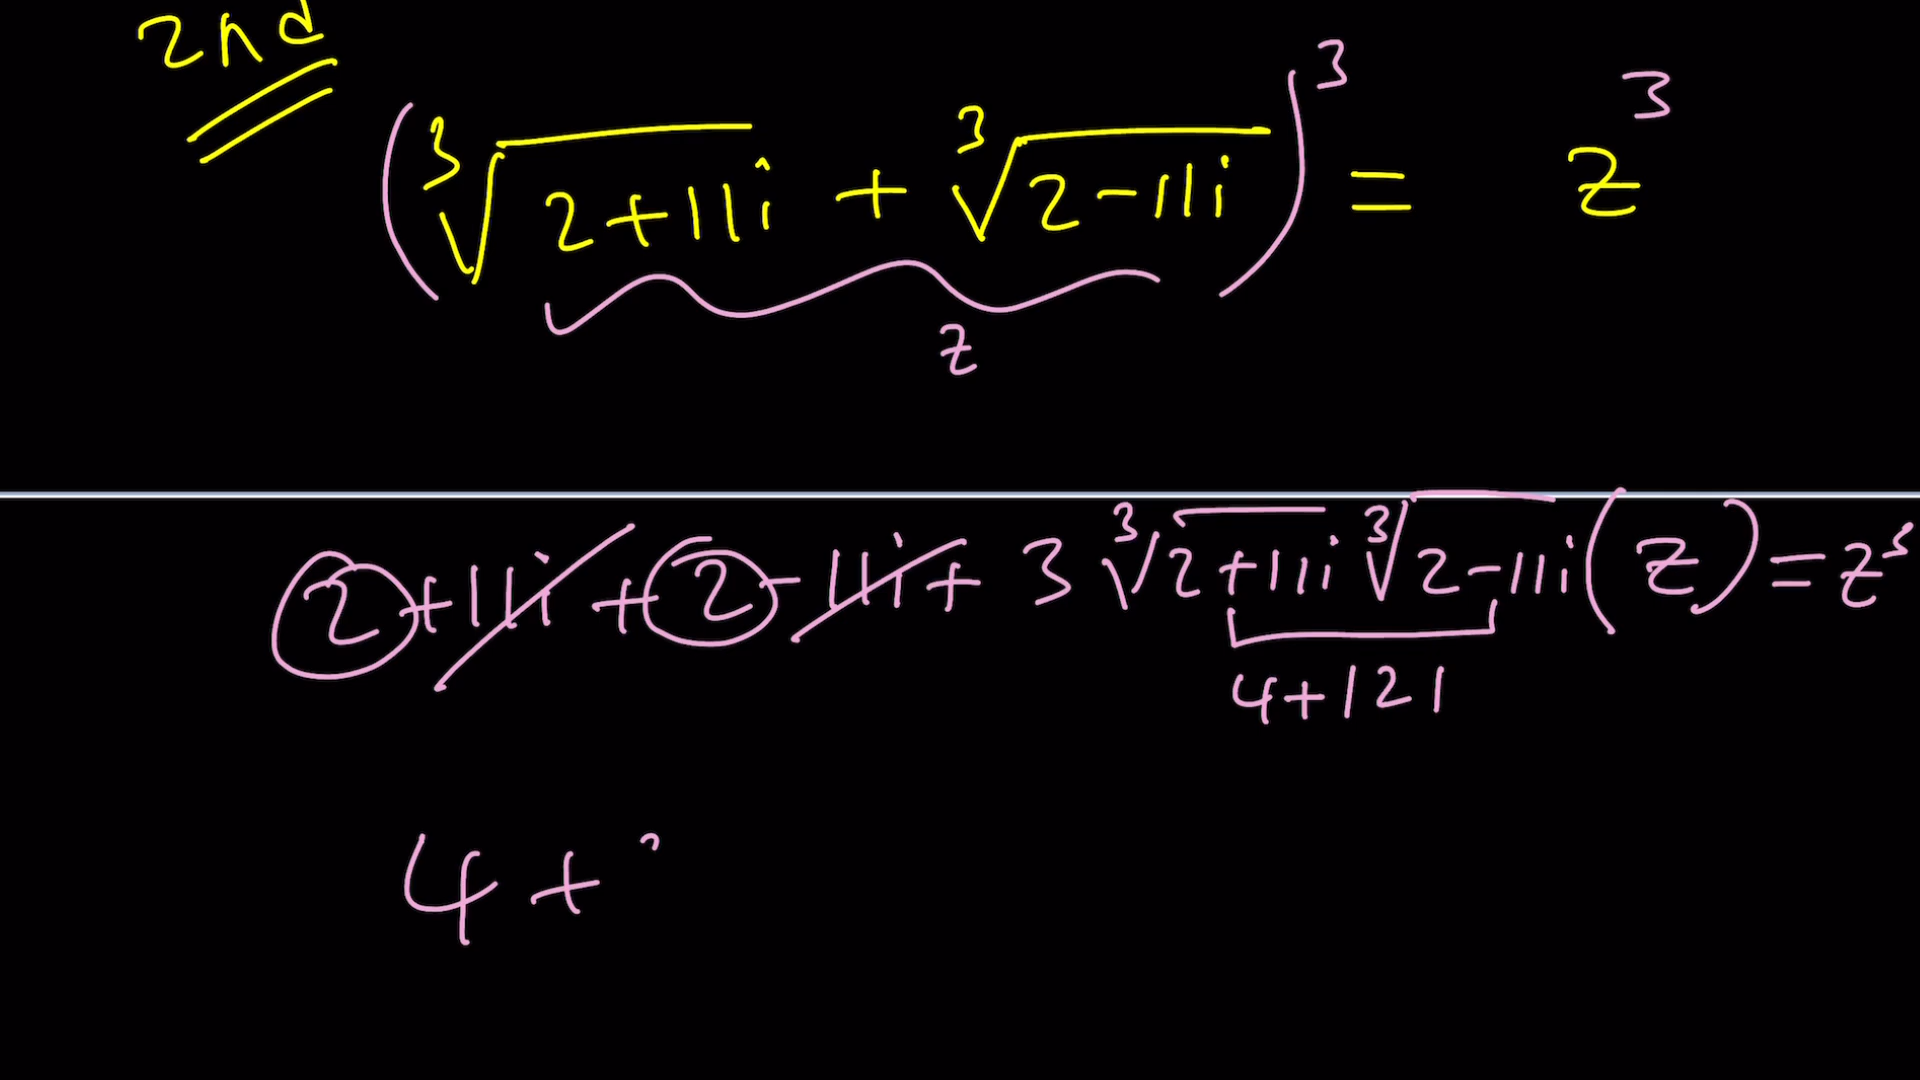 2nd
(∛(2+11i) + ∛(2-11i))³ = z³
z
2+11i+2-11i+3 ∛(2+11i) ∛(2-11i) (z) = z³
4+121
4+